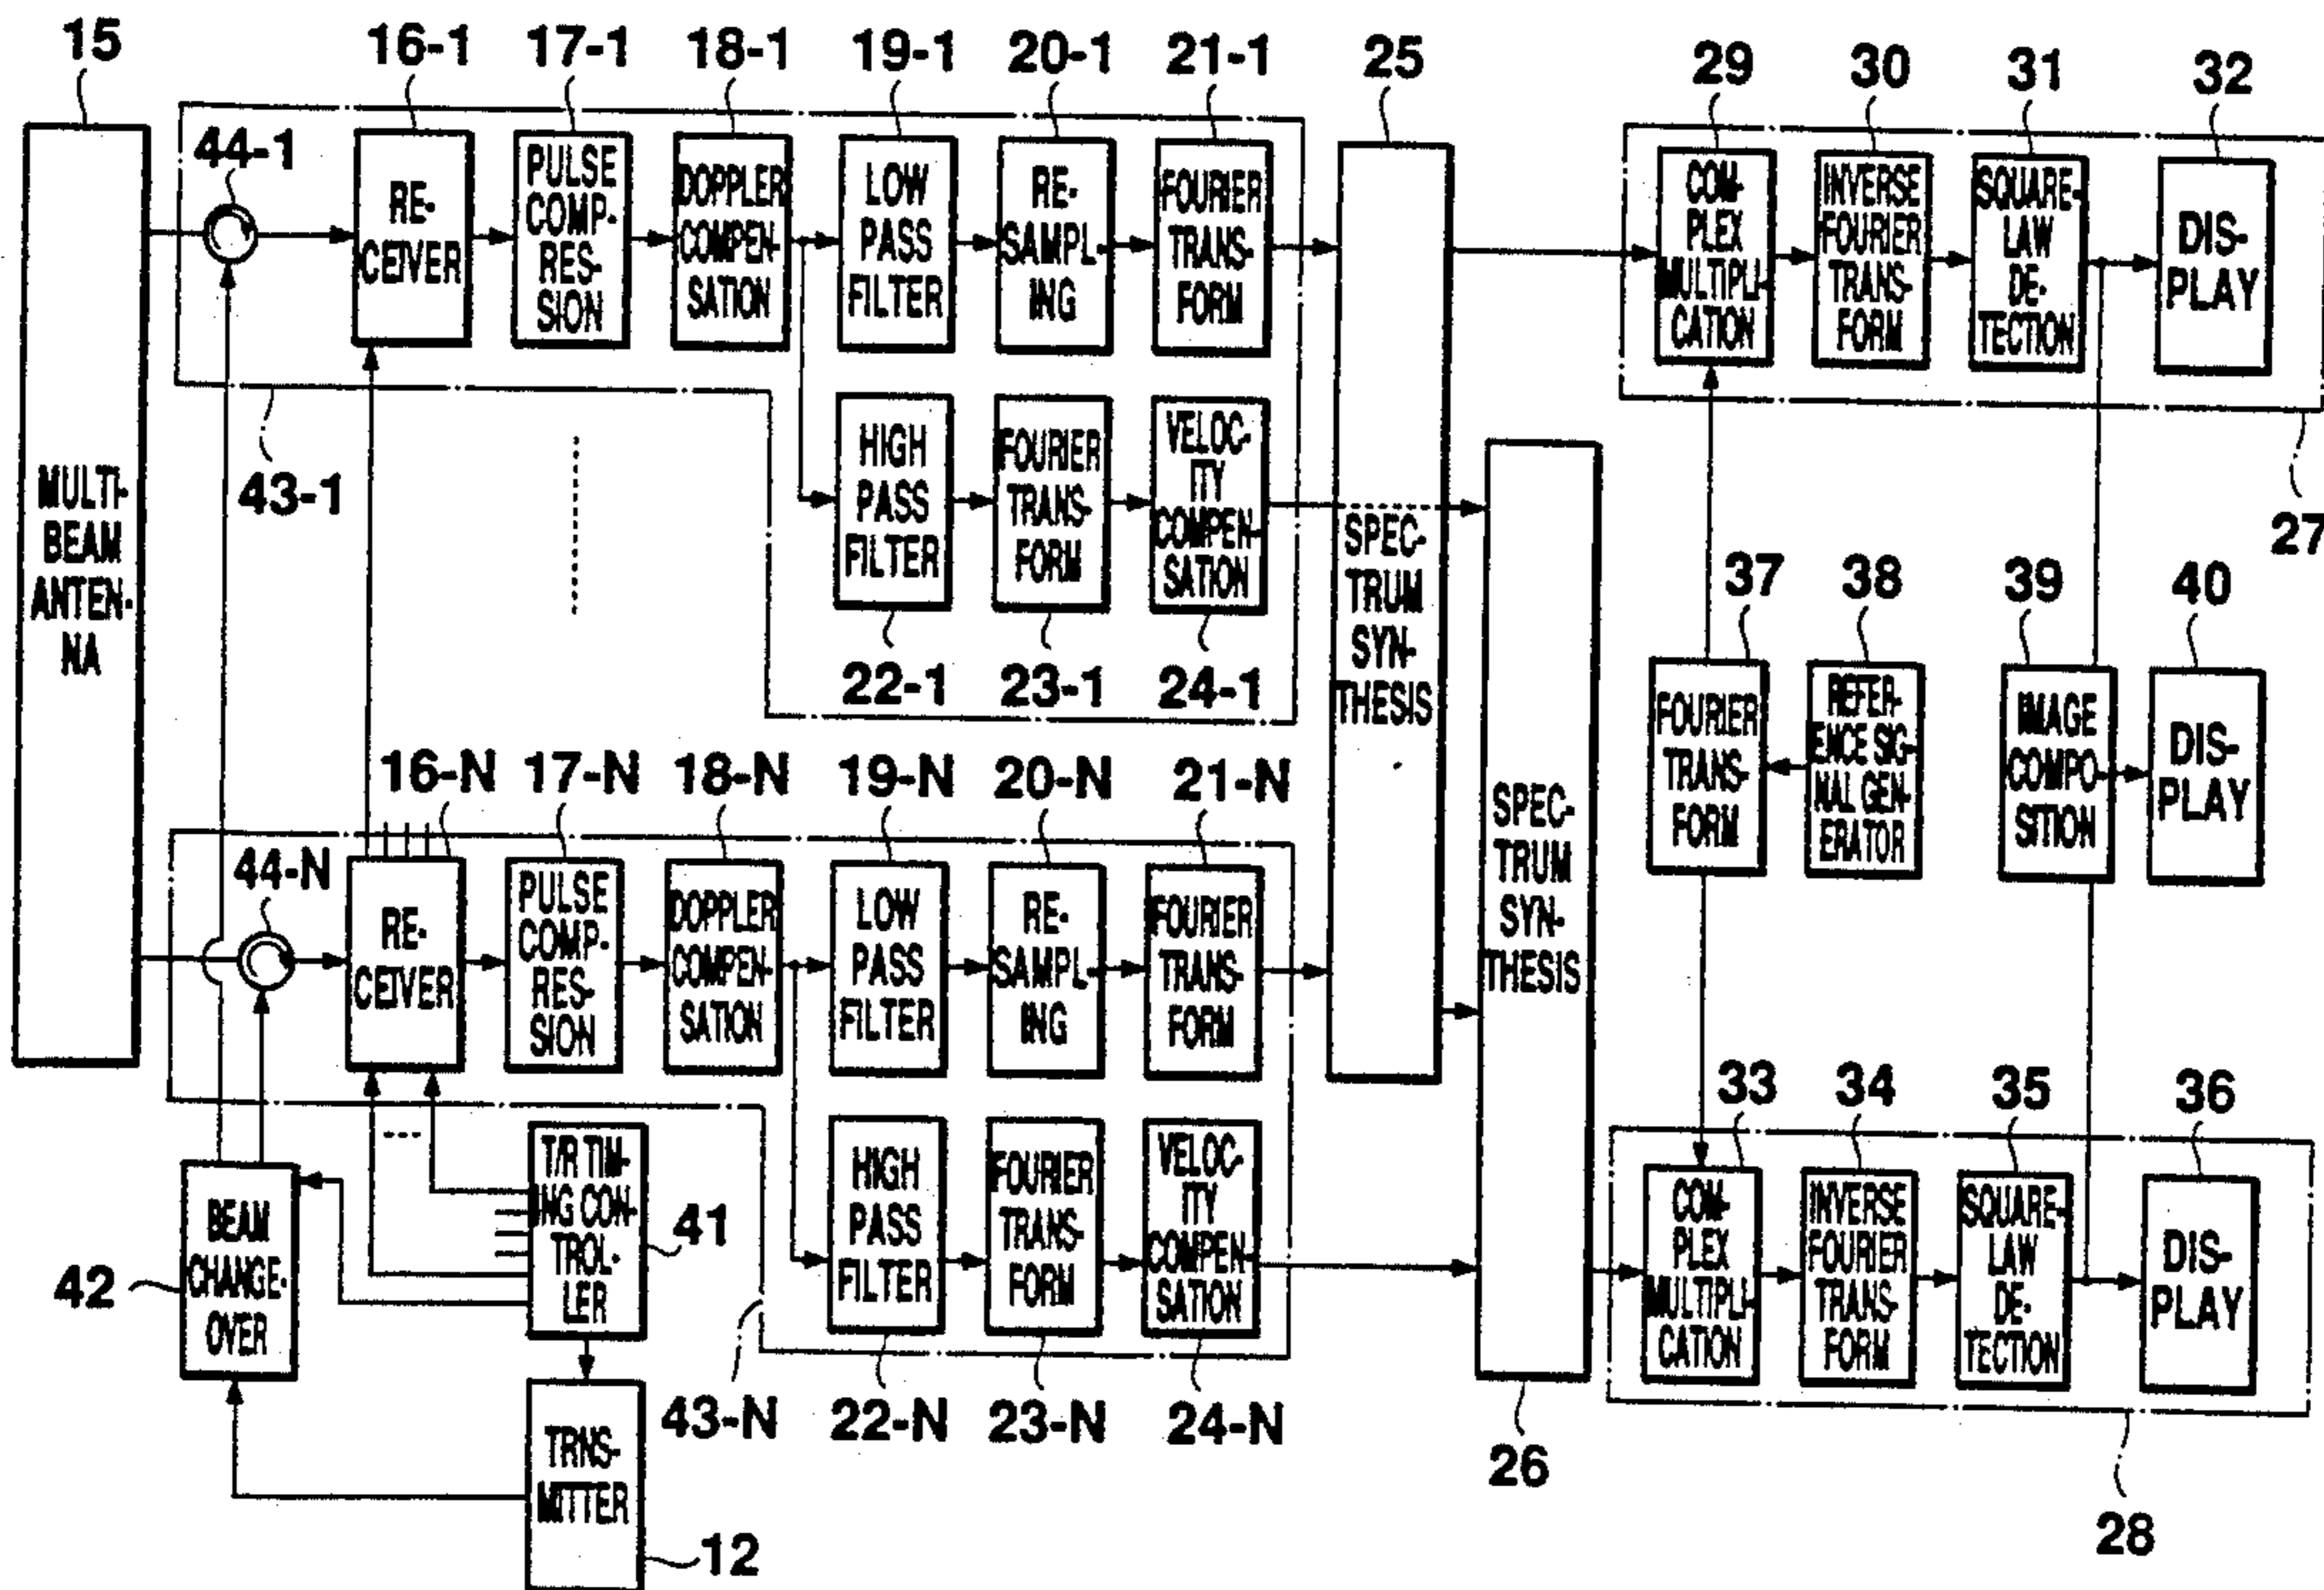 15
16-1
17-1
18-1
19-1
20-1
21-1
25
29
30
31
32
44-1
RE-
CEIVER
PULSE
COMP-
RES-
SION
DOPPLER
COMPEN-
SATION
LOW
PASS
FILTER
RE-
SAMPL-
ING
FOURIER
TRANS-
FORM
COM-
PLEX
MULTIPLI-
CATION
INVERSE
FOURIER
TRANS-
FORM
SQUARE-
LAW
DE-
TECTION
DIS-
PLAY
27
MULTI-
BEAM
ANTEN-
NA
43-1
HIGH
PASS
FILTER
FOURIER
TRANS-
FORM
VELOC-
ITY
COMPEN-
SATION
22-1
23-1
24-1
SPEC-
TRUM
SYN-
THESIS
SPEC-
TRUM
SYN-
THESIS
37
38
39
40
FOURIER
TRANS-
FORM
REFER-
ENCE SIG-
NAL GEN-
ERATOR
IMAGE
COMPO-
SITION
DIS-
PLAY
16-N
17-N
18-N
19-N
20-N
21-N
44-N
RE-
CEIVER
PULSE
COMP-
RES-
SION
DOPPLER
COMPEN-
SATION
LOW
PASS
FILTER
RE-
SAMPL-
ING
FOURIER
TRANS-
FORM
33
34
35
36
42
BEAM
CHANGE-
OVER
T/R TIM-
ING CON-
TROL-
LER
41
HIGH
PASS
FILTER
FOURIER
TRANS-
FORM
VELOC-
ITY
COMPEN-
SATION
COM-
PLEX
MULTIPLI-
CATION
INVERSE
FOURIER
TRANS-
FORM
SQUARE-
LAW
DE-
TECTION
DIS-
PLAY
43-N
22-N
23-N
24-N
26
28
TRNS-
MITTER
12